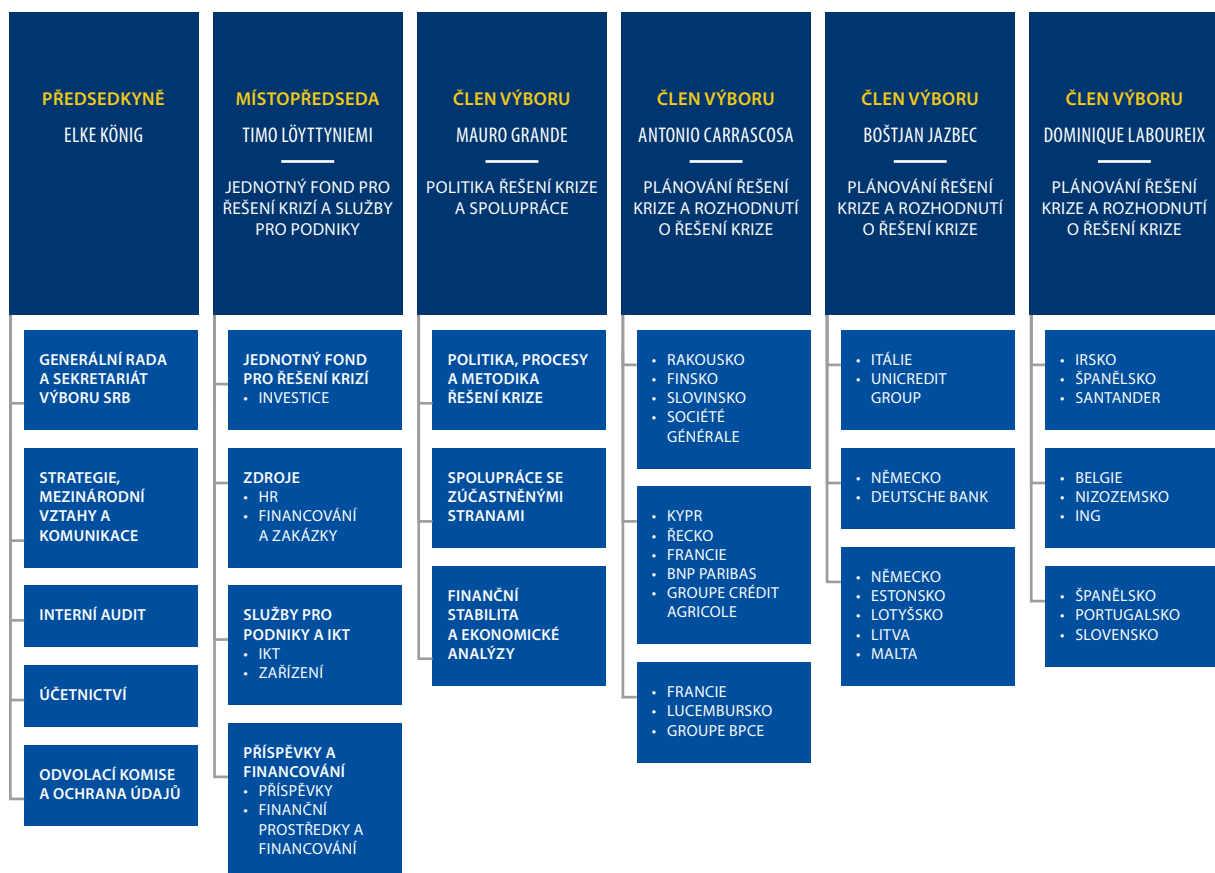 PŘEDSEDKYNĚ
ELKE KÖNIG
GENERÁLNÍ RADA
A SEKRETARIÁT
VÝBORU SRB
STRATEGIE,
MEZINÁRODNÍ
VZTAHY A
KOMUNIKACE
INTERNÍ AUDIT
ÚČETNICTVÍ
ODVOLACÍ KOMISE
A OCHRANA ÚDAJŮ
MÍSTOPŘEDSEDA
TIMO LÖYTTYNIEMI
JEDNOTNÝ FOND PRO
ŘEŠENÍ KRIZÍ A SLUŽBY
PRO PODNIKY
JEDNOTNÝ FOND
PRO ŘEŠENÍ KRIZÍ
• INVESTICE
ZDROJE
• HR
• FINANCOVÁNÍ
A ZAKÁZKY
SLUŽBY PRO
PODNIKY A IKT
• IKT
• ZAŘÍZENÍ
PŘÍSPĚVKY A
FINANCOVÁNÍ
• PŘÍSPĚVKY
• FINANČNÍ
PROSTŘEDKY A
FINANCOVÁNÍ
ČLEN VÝBORU
MAURO GRANDE
POLITIKA ŘEŠENÍ KRIZE
A SPOLUPRÁCE
POLITIKA, PROCESY
A METODIKA
ŘEŠENÍ KRIZE
SPOLUPRÁCE SE
ZÚČASTNĚNÝMI
STRANAMI
FINANČNÍ
STABILITA
A EKONOMICKÉ
ANALÝZY
ČLEN VÝBORU
ANTONIO CARRASCOSA
PLÁNOVÁNÍ ŘEŠENÍ
KRIZE A ROZHODNUTÍ
O ŘEŠENÍ KRIZE
• RAKOUSKO
• FINSKO
• SLOVINSKO
• SOCIÉTÉ
GÉNÉRALE
• KYPR
• ŘECKO
• FRANCIE
• BNP PARIBAS
• GROUPE CRÉDIT
AGRICOLE
• FRANCIE
• LUCEMBURSKO
• GROUPE BPCE
ČLEN VÝBORU
BOŠTJAN JAZBEC
PLÁNOVÁNÍ ŘEŠENÍ
KRIZE A ROZHODNUTÍ
O ŘEŠENÍ KRIZE
• ITÁLIE
• UNICREDIT
GROUP
• NĚMECKO
• DEUTSCHE BANK
• NĚMECKO
• ESTONSKO
• LOTYŠSKO
• LITVA
• MALTA
ČLEN VÝBORU
DOMINIQUE LABOUREIX
PLÁNOVÁNÍ ŘEŠENÍ
KRIZE A ROZHODNUTÍ
O ŘEŠENÍ KRIZE
• IRSKO
• ŠPANĚLSKO
• SANTANDER
• BELGIE
• NIZOZEMSKO
• ING
• ŠPANĚLSKO
• PORTUGALSKO
• SLOVENSKO